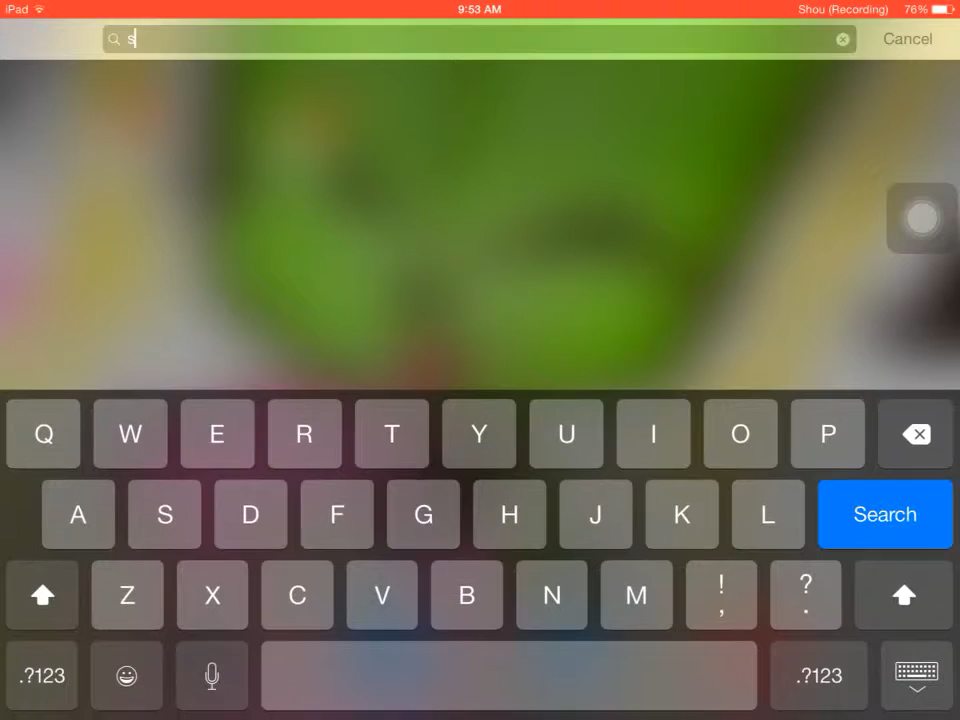 iPad 9:53 AM Shou (Recording) 76%
s Cancel
Q W E R T Y U I O P
A S D F G H J K L Search
Z X C V B N M ! , ? .
.?123 .?123